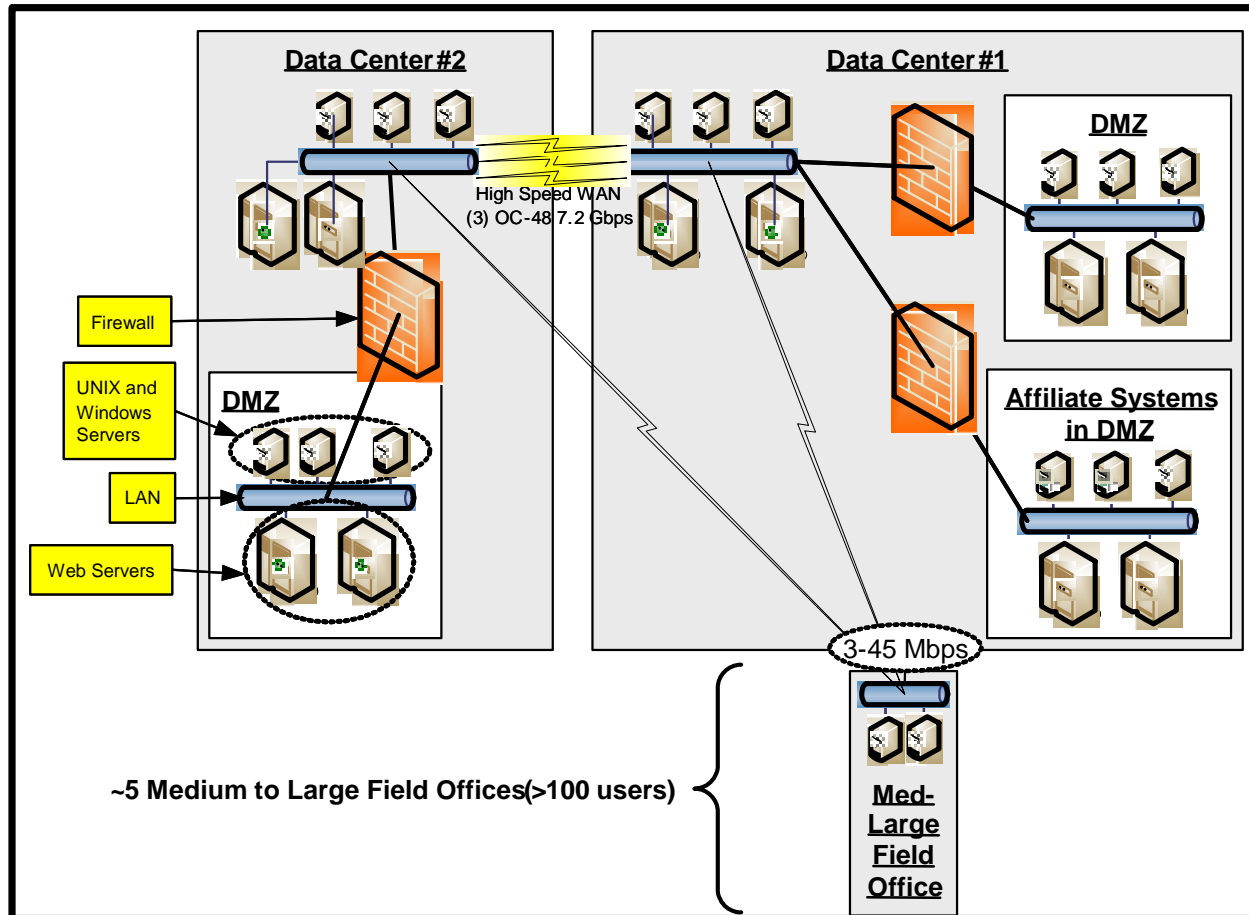 Data Center #2
Data Center #1
High Speed WAN
(3) OC-48 7.2 Gbps
DMZ
Firewall
UNIX and
Windows
Servers
DMZ
LAN
Web Servers
Affiliate Systems
in DMZ
3-45 Mbps
~5 Medium to Large Field Offices(>100 users)
Med-
Large
Field
Office